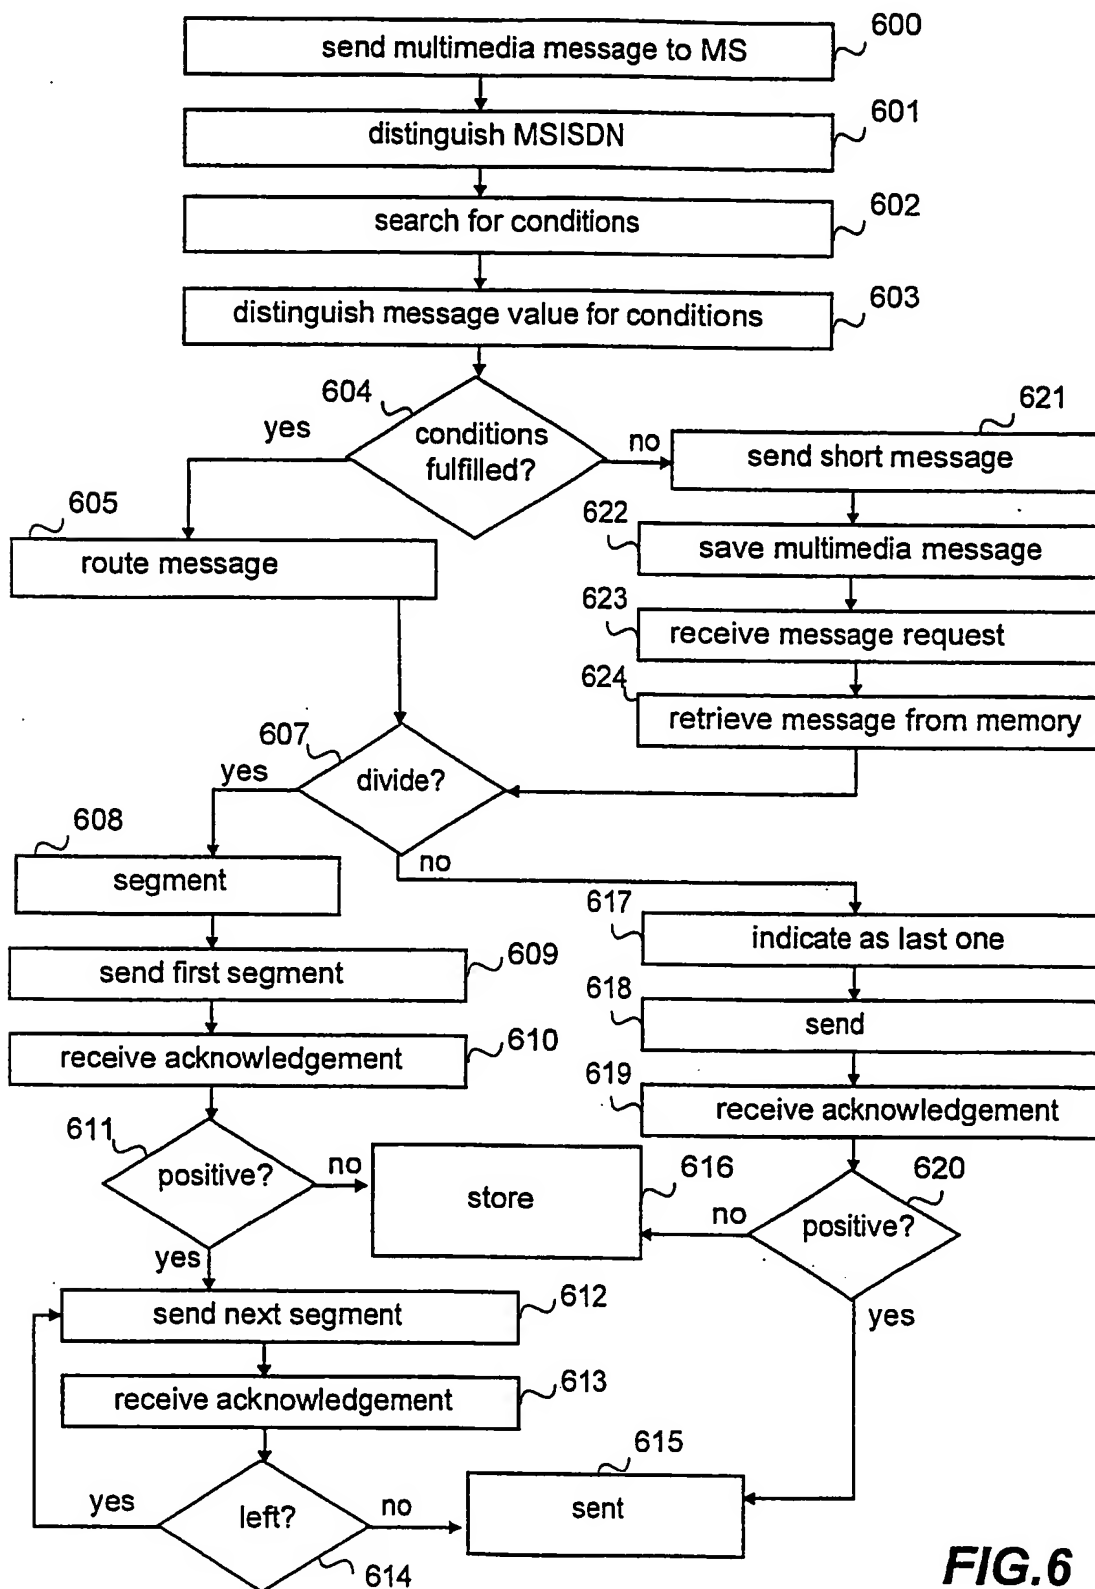 send multimedia message to MS
600
distinguish MSISDN
601
search for conditions
602
distinguish message value for conditions
603
604
conditions
fulfilled?
yes
no
621
send short message
605
route message
622
save multimedia message
623
receive message request
624
retrieve message from memory
607
divide?
yes
no
608
segment
617
indicate as last one
send first segment
609
618
send
receive acknowledgement
610
619
receive acknowledgement
611
positive?
no
yes
store
616
620
positive?
no
yes
send next segment
612
receive acknowledgement
613
615
sent
yes
left?
no
614
FIG.6